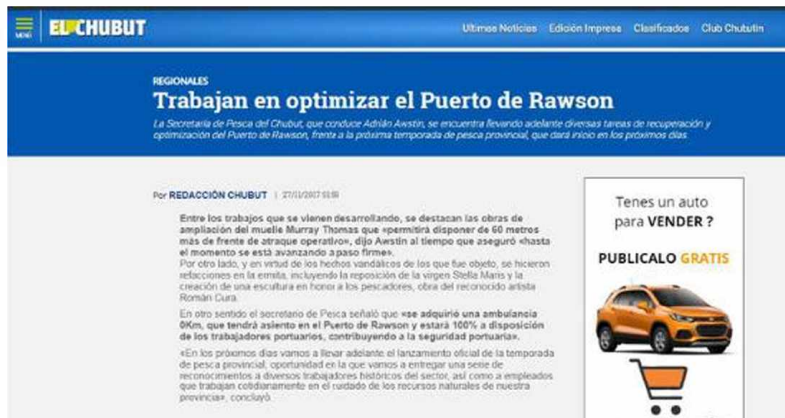 MENÚ
EL CHUBUT
Ultimas Noticias Edición Impresa Clasificados Club Chubutin
REGIONALES
Trabajan en optimizar el Puerto de Rawson
La Secretaría de Pesca del Chubut, que conduce Adrián Awstin, se encuentra llevando adelante diversas tareas de recuperación y
optimización del Puerto de Rawson, frente a la próxima temporada de pesca provincial, que dará inicio en los próximos días
Por REDACCIÓN CHUBUT | 27/11/2017
Entre los trabajos que se vienen desarrollando, se destacan las obras de
ampliación del muelle Murray Thomas que «permitirá disponer de 60 metros
más de frente de atraque operativo», dijo Awstin al tiempo que aseguró «hasta
el momento se está avanzando a paso firme».
Por otro lado, y en virtud de los hechos vandálicos de los que fue objeto, se hicieron
refacciones en la ermita, incluyendo la reposición de la virgen Stella Maris y la
creación de una escultura en honor a los pescadores, obra del reconocido artista
Román Cura.
En otro sentido el secretario de Pesca señaló que «se adquirió una ambulancia
0Km, que tendrá asiento en el Puerto de Rawson y estará 100% a disposición
de los trabajadores portuarios, contribuyendo a la seguridad portuaria».
«En los próximos días vamos a llevar adelante el lanzamiento oficial de la temporada
de pesca provincial, oportunidad en la que vamos a entregar una serie de
reconocimientos a diversos trabajadores históricos del sector, así como a empleados
que trabajan cotidianamente en el cuidado de los recursos naturales de nuestra
provincia», concluyó.
Tenes un auto
para VENDER ?
PUBLICALO GRATIS